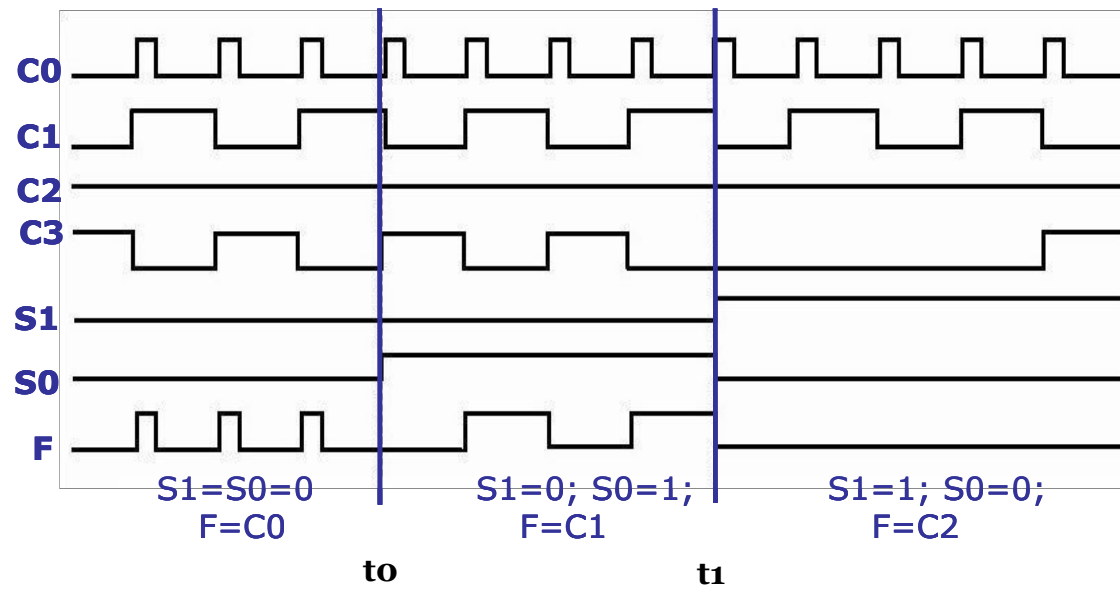 C0
C1
C2
C3
S1
S0
F
S1=S0=0
F=C0
S1=0; S0=1;
F=C1
S1=1; S0=0;
F=C2
t0
t1